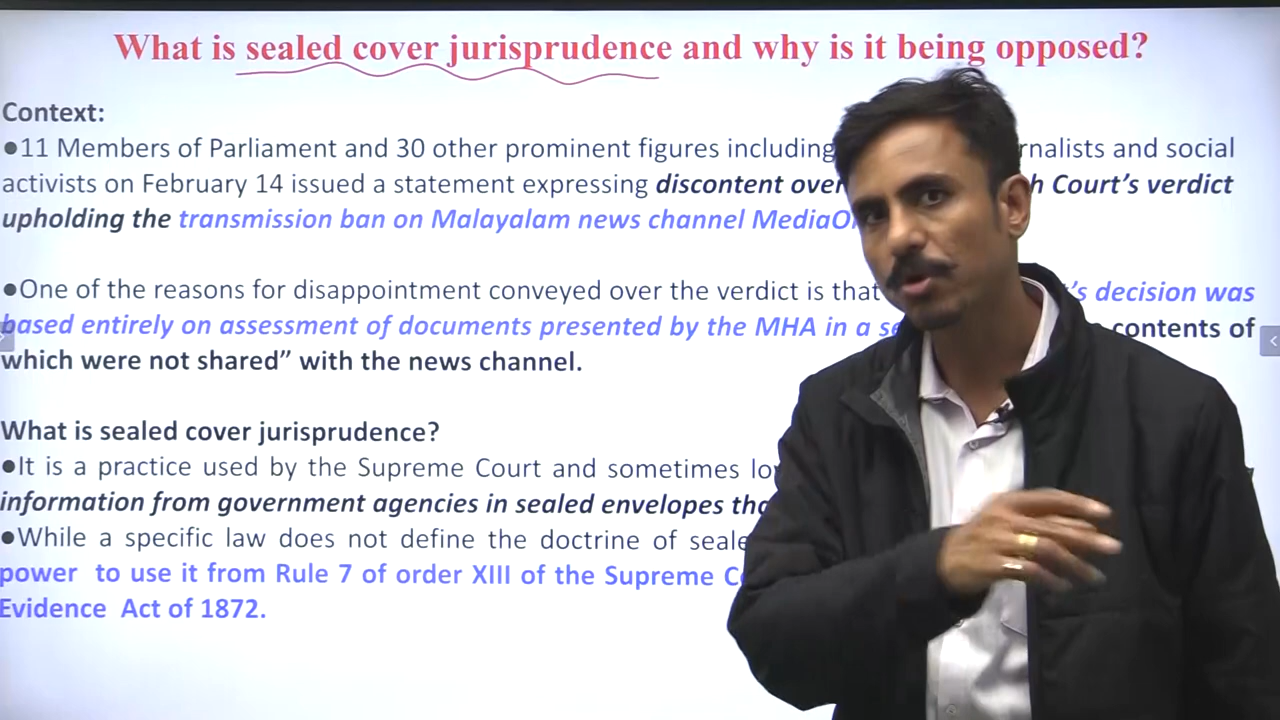 What is sealed cover jurisprudence and why is it being opposed?
Context:
●11 Members of Parliament and 30 other prominent figures including rnalists and social
activists on February 14 issued a statement expressing discontent over h Court’s verdict
upholding the transmission ban on Malayalam news channel MediaO
●One of the reasons for disappointment conveyed over the verdict is that ’s decision was
based entirely on assessment of documents presented by the MHA in a se contents of
which were not shared” with the news channel.
What is sealed cover jurisprudence?
●It is a practice used by the Supreme Court and sometimes lo
information from government agencies in sealed envelopes tha
●While a specific law does not define the doctrine of seale
power to use it from Rule 7 of order XIII of the Supreme C
Evidence Act of 1872.